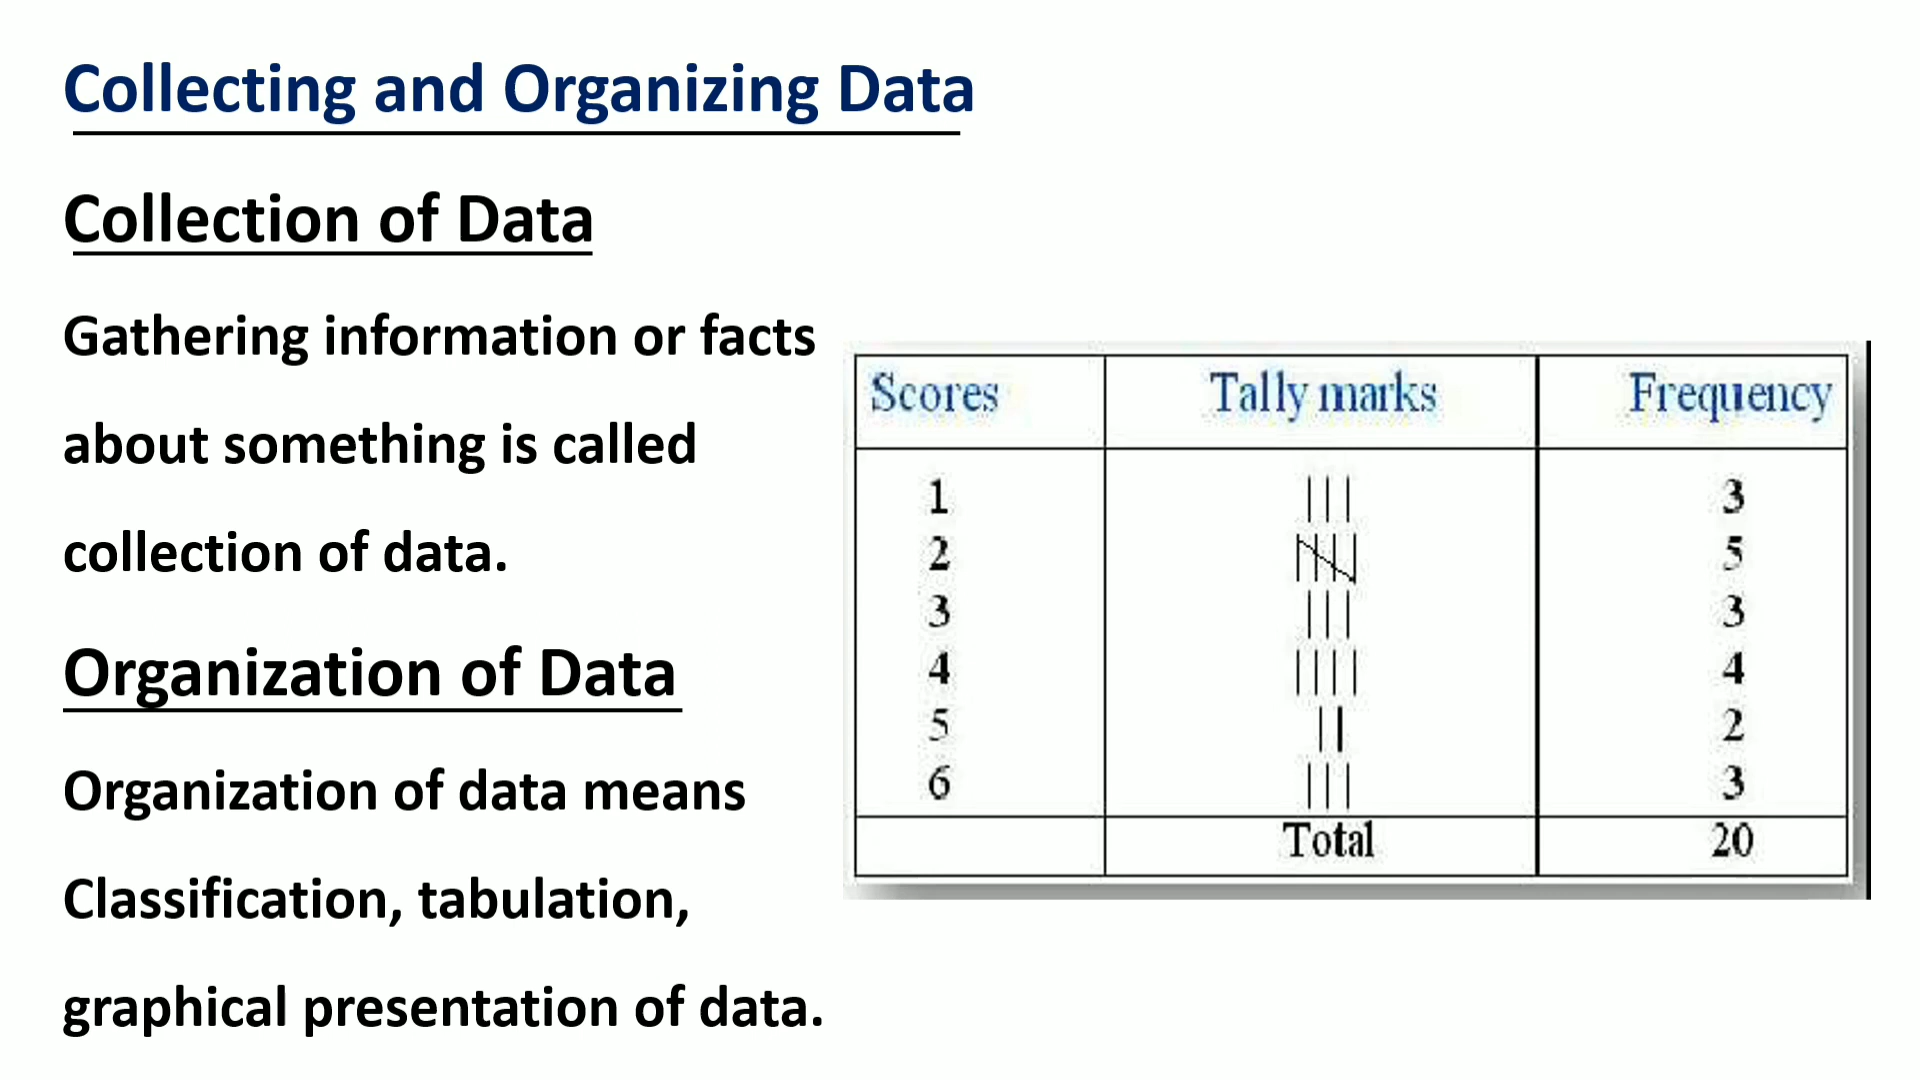 Collecting and Organizing Data
Collection of Data
Gathering information or facts
about something is called
collection of data.
Organization of Data
Organization of data means
Classification, tabulation,
graphical presentation of data.
Scores Tally marks Frequency
1 ||| 3
2 𝍸 5
3 ||| 3
4 |||| 4
5 || 2
6 ||| 3
Total 20